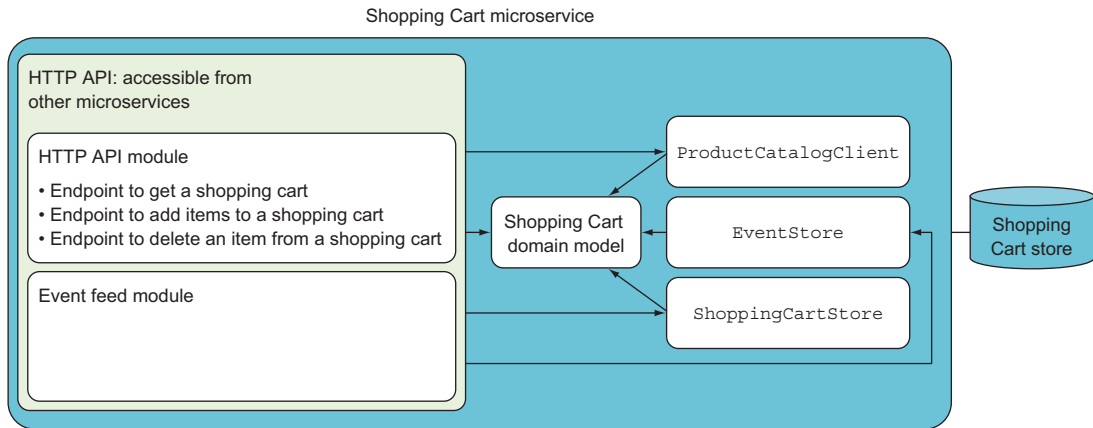 Shopping Cart microservice
HTTP API: accessible from
other microservices
HTTP API module
• Endpoint to get a shopping cart
• Endpoint to add items to a shopping cart
• Endpoint to delete an item from a shopping cart
Event feed module
Shopping Cart
domain model
ProductCatalogClient
EventStore
ShoppingCartStore
Shopping
Cart store